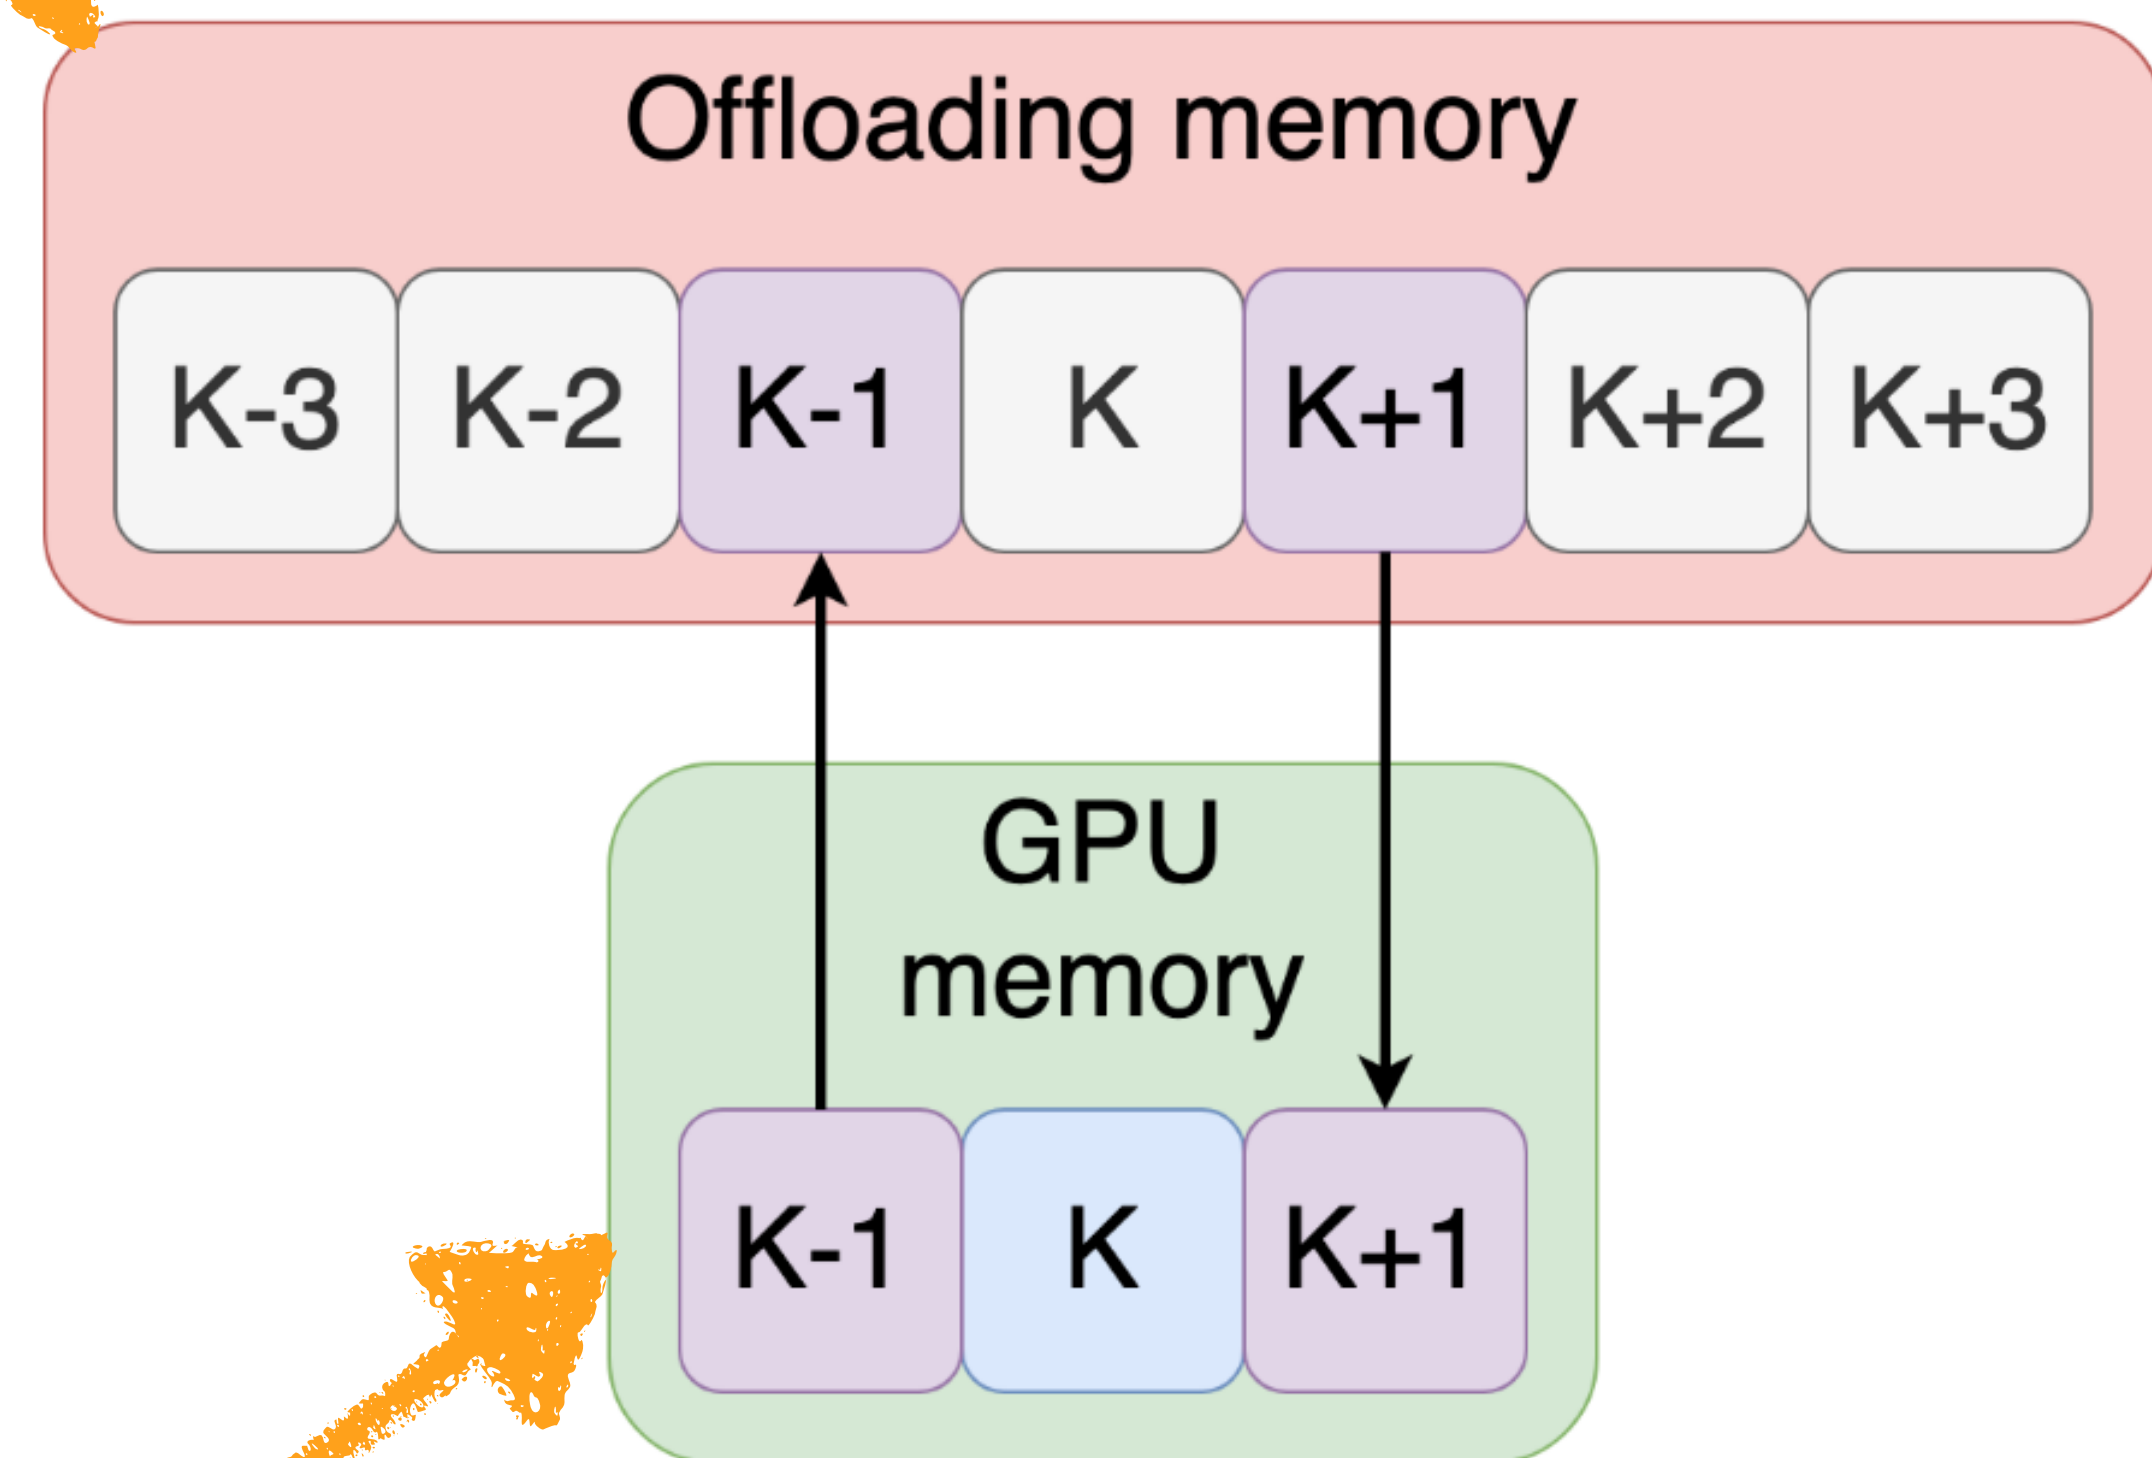 Offloading memory
K-3 K-2 K-1 K K+1 K+2 K+3
GPU
memory
K-1 K K+1